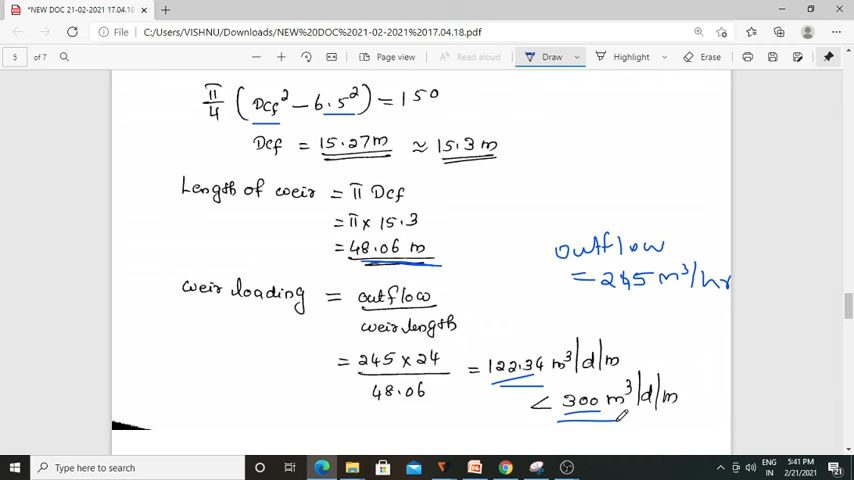 *NEW DOC 21-02-2021 17.04.18.pdf
File C:/Users/VISHNU/Downloads/NEW%20DOC%2021-02-2021%2017.04.18.pdf
5 of 7 Page view Read aloud Draw Highlight Erase
π/4 (Dcf² - 6.5²) = 150
Dcf = 15.27m ≈ 15.3 m
Length of weir = π Dcf
= π x 15.3
= 48.06 m
outflow
= 245 m³/hr
weir loading = outflow / weir length
= 245 x 24 / 48.06 = 122.34 m³/d/m
< 300 m³/d/m
Type here to search
ENG
IN
5:41 PM
2/21/2021
21